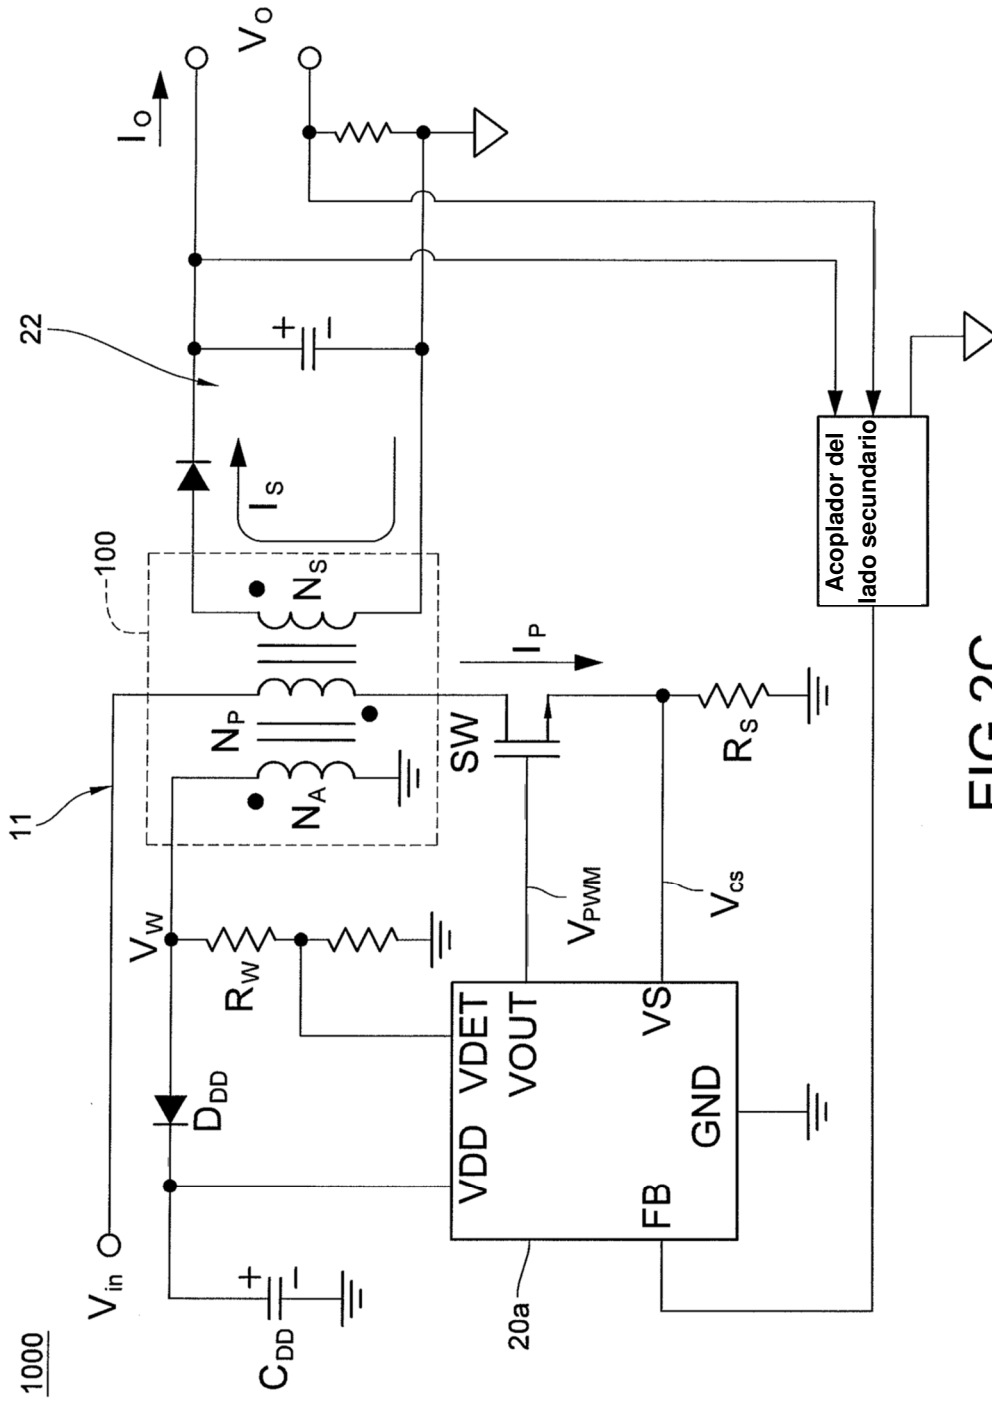 1000
V_in
11
100
22
I_O
V_O
C_DD
D_DD
V_W
R_W
N_P
N_A
N_S
I_S
I_P
SW
20a
VDD
VDET
VOUT
VS
FB
GND
V_PWM
V_cs
R_S
Acoplador del
lado secundario
FIG.2C